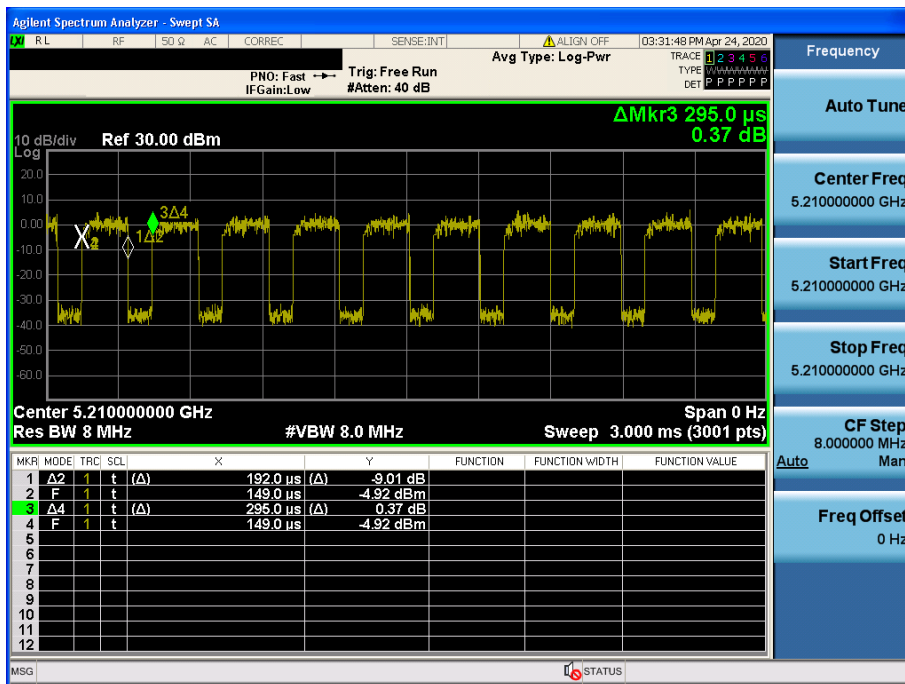 Agilent Spectrum Analyzer - Swept SA
LXI RL RF 50 Ω AC CORREC SENSE:INT ALIGN OFF 03:31:48 PM Apr 24, 2020
Avg Type: Log-Pwr TRACE 1 2 3 4 5 6
PNO: Fast Trig: Free Run TYPE WWWWWW
IFGain:Low #Atten: 40 dB DET P P P P P P
ΔMkr3 295.0 µs
0.37 dB
10 dB/div Ref 30.00 dBm
Log
20.0
10.0
0.00
-10.0
-20.0
-30.0
-40.0
-50.0
-60.0
3Δ4
1Δ2
Center 5.210000000 GHz Span 0 Hz
Res BW 8 MHz #VBW 8.0 MHz Sweep 3.000 ms (3001 pts)
MKR MODE TRC SCL X Y FUNCTION FUNCTION WIDTH FUNCTION VALUE
1 Δ2 1 t (Δ) 192.0 µs (Δ) -9.01 dB
2 F 1 t 149.0 µs -4.92 dBm
3 Δ4 1 t (Δ) 295.0 µs (Δ) 0.37 dB
4 F 1 t 149.0 µs -4.92 dBm
5
6
7
8
9
10
11
12
MSG STATUS
Frequency
Auto Tune
Center Freq
5.210000000 GHz
Start Freq
5.210000000 GHz
Stop Freq
5.210000000 GHz
CF Step
8.000000 MHz
Auto Man
Freq Offset
0 Hz